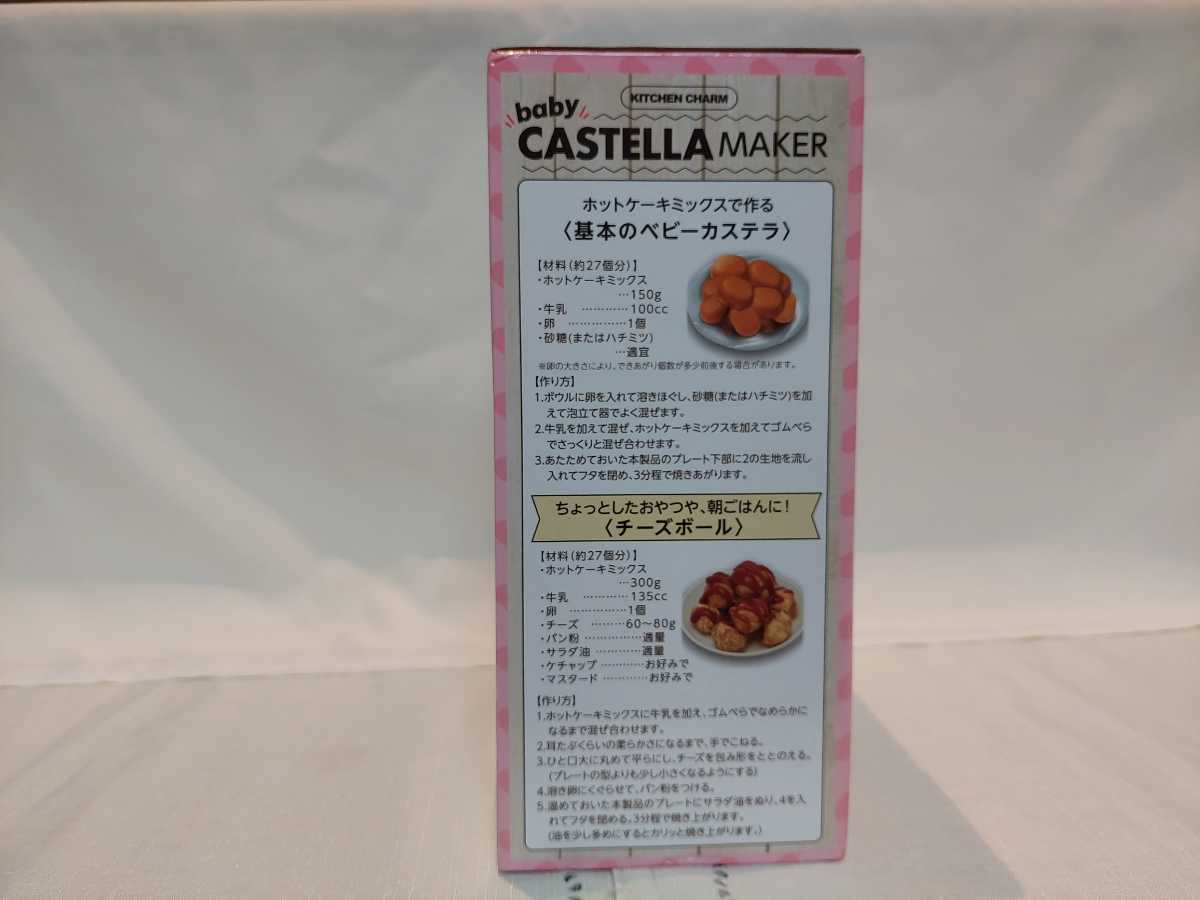 KITCHEN CHARM
baby
CASTELLA MAKER
ホットケーキミックスで作る
〈基本のベビーカステラ〉
【材料(約27個分)】
・ホットケーキミックス
…150g
・牛乳 …………100cc
・卵 ……………1個
・砂糖(またはハチミツ)
…適宜
※卵の大きさにより、できあがり個数が多少前後する場合があります。
【作り方】
1.ボウルに卵を入れて溶きほぐし、砂糖(またはハチミツ)を加
えて泡立て器でよく混ぜます。
2.牛乳を加えて混ぜ、ホットケーキミックスを加えてゴムべら
でさっくりと混ぜ合わせます。
3.あたためておいた本製品のプレート下部に2の生地を流し
入れてフタを閉め、3分程で焼きあがります。
ちょっとしたおやつや、朝ごはんに!
〈チーズボール〉
【材料(約27個分)】
・ホットケーキミックス
…300g
・牛乳 …………135cc
・卵 ……………1個
・チーズ ………60〜80g
・パン粉 ……………適量
・サラダ油 …………適量
・ケチャップ …………お好みで
・マスタード …………お好みで
【作り方】
1.ホットケーキミックスに牛乳を加え、ゴムべらでなめらかに
なるまで混ぜ合わせます。
2.耳たぶくらいの柔らかさになるまで、手でこねる。
3.ひと口大に丸めて平らにし、チーズを包み形をととのえる。
(プレートの型よりも少し小さくなるようにする)
4.溶き卵にくぐらせて、パン粉をつける。
5.温めておいた本製品のプレートにサラダ油をぬり、4を入
れてフタを閉める。3分程で焼き上がります。
(油を少し多めにするとカリッと焼き上がります。)